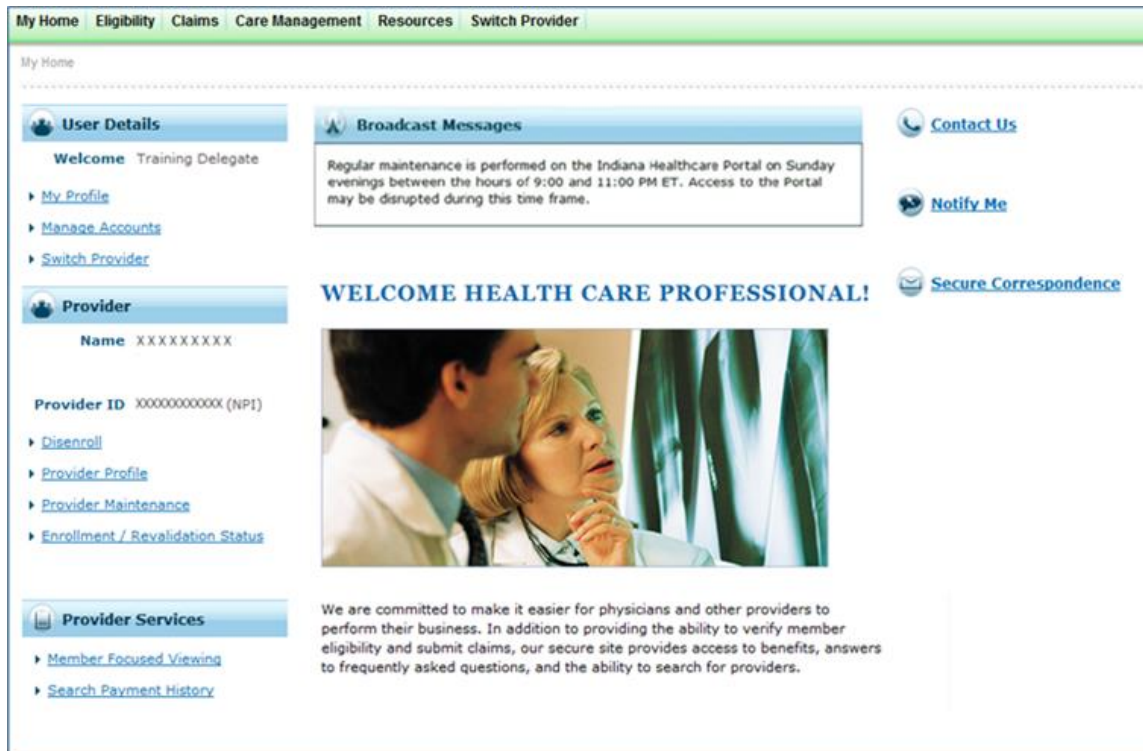 My Home Eligibility Claims Care Management Resources Switch Provider
My Home
User Details
Welcome Training Delegate
My Profile
Manage Accounts
Switch Provider
Provider
Name XXXXXXXXX
Provider ID XXXXXXXXXXXX (NPI)
Disenroll
Provider Profile
Provider Maintenance
Enrollment / Revalidation Status
Provider Services
Member Focused Viewing
Search Payment History
Broadcast Messages
Regular maintenance is performed on the Indiana Healthcare Portal on Sunday
evenings between the hours of 9:00 and 11:00 PM ET. Access to the Portal
may be disrupted during this time frame.
WELCOME HEALTH CARE PROFESSIONAL!
We are committed to make it easier for physicians and other providers to
perform their business. In addition to providing the ability to verify member
eligibility and submit claims, our secure site provides access to benefits, answers
to frequently asked questions, and the ability to search for providers.
Contact Us
Notify Me
Secure Correspondence